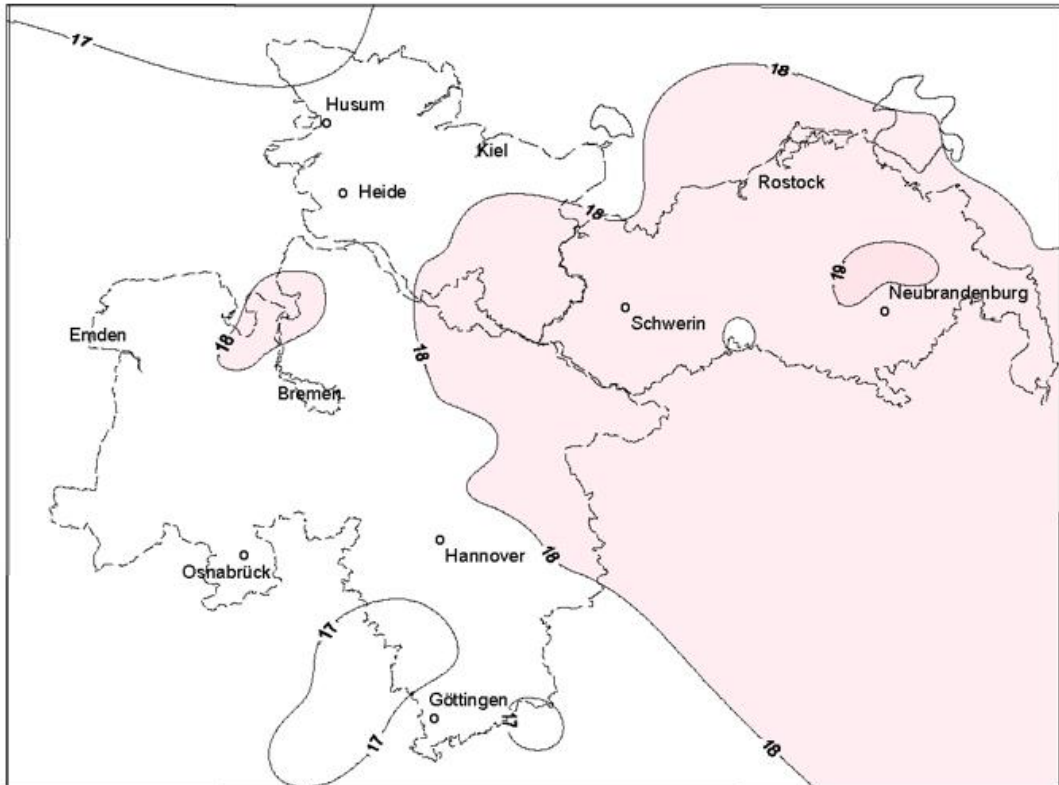 17
18
Husum
Kiel
Heide
Rostock
18
19
Neubrandenburg
Schwerin
Emden
18
18
Bremen
Hannover
18
Osnabrück
17
Göttingen
17
17
18